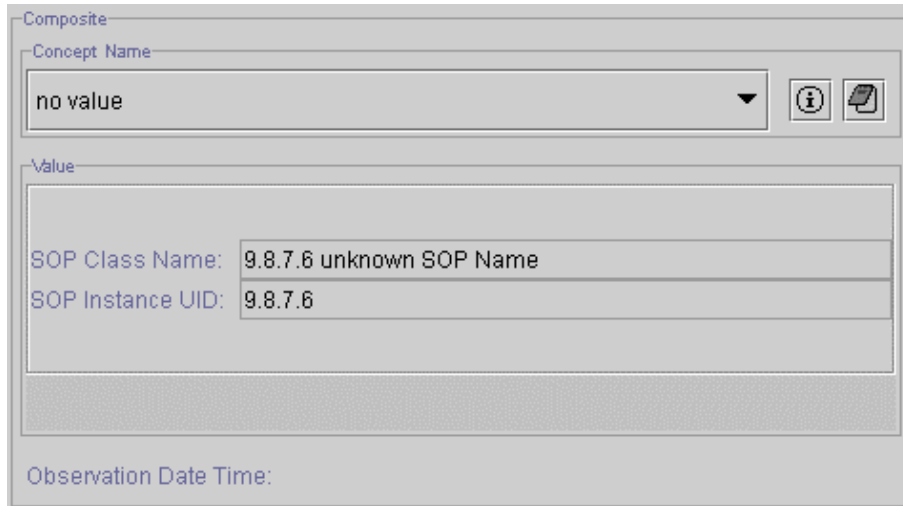 Composite
Concept Name
no value
Value
SOP Class Name: 9.8.7.6 unknown SOP Name
SOP Instance UID: 9.8.7.6
Observation Date Time: